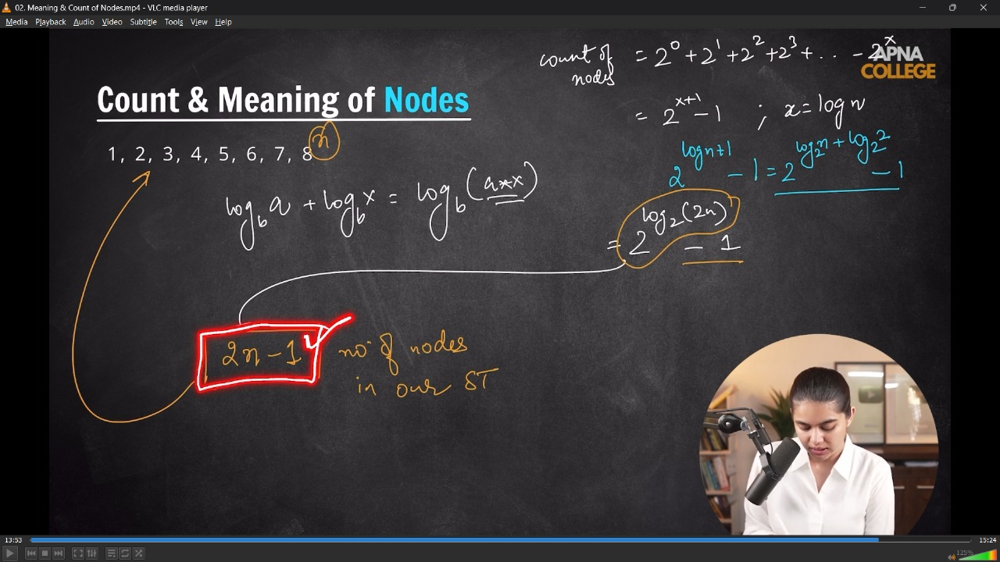 02. Meaning & Count of Nodes.mp4 - VLC media player
Media Playback Audio Video Subtitle Tools View Help
count of nodes = 2^0 + 2^1 + 2^2 + 2^3 + . . - 2^x
APNA
COLLEGE
Count & Meaning of Nodes
= 2^{x+1} - 1 ; x = log n
1, 2, 3, 4, 5, 6, 7, 8 n
2^{log n+1} - 1 = 2^{log_2 n + log_2 2} - 1
log_b a + log_b x = log_b (a*x)
= 2^{log_2(2n)} - 1
2n - 1
no. of nodes
in our ST
13:53
15:24
125%